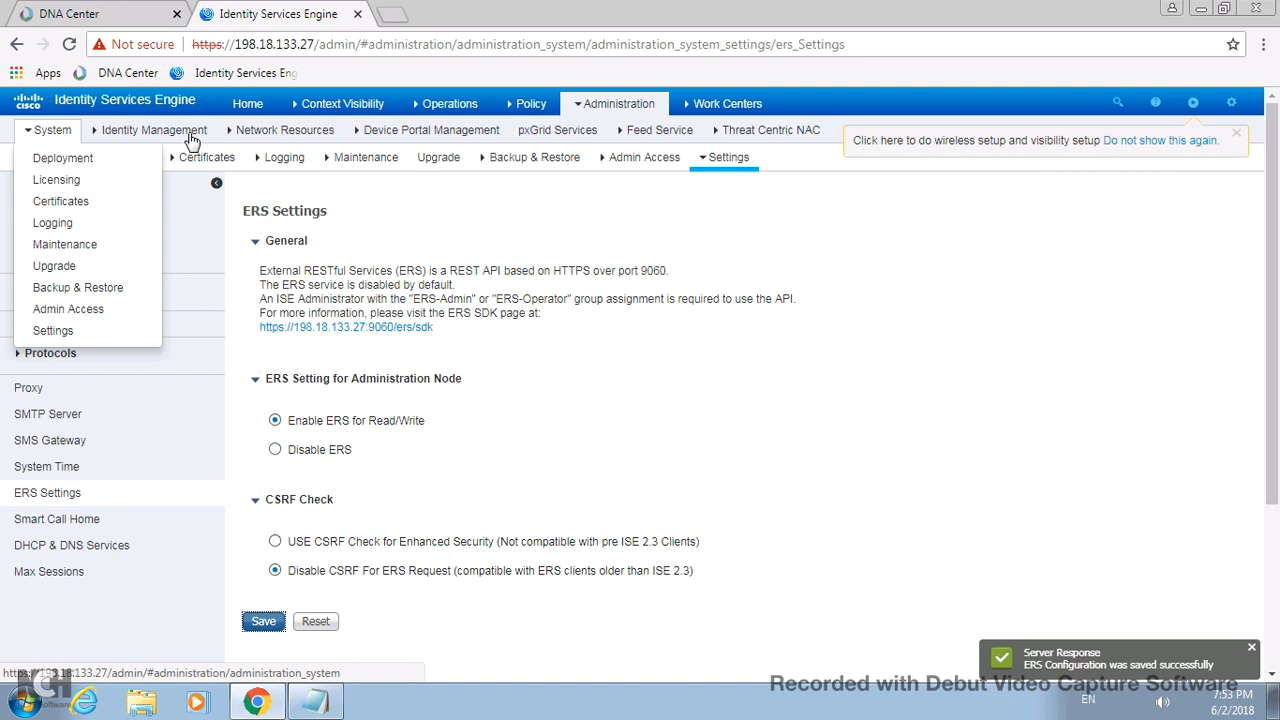 DNA Center
Identity Services Engine
Not secure https://198.18.133.27/admin/#administration/administration_system/administration_system_settings/ers_Settings
Apps DNA Center Identity Services Eng
cisco Identity Services Engine Home Context Visibility Operations Policy Administration Work Centers
System Identity Management Network Resources Device Portal Management pxGrid Services Feed Service Threat Centric NAC
Click here to do wireless setup and visibility setup Do not show this again.
Certificates Logging Maintenance Upgrade Backup & Restore Admin Access Settings
Deployment
Licensing
Certificates
Logging
Maintenance
Upgrade
Backup & Restore
Admin Access
Settings
Protocols
Proxy
SMTP Server
SMS Gateway
System Time
ERS Settings
Smart Call Home
DHCP & DNS Services
Max Sessions
ERS Settings
General
External RESTful Services (ERS) is a REST API based on HTTPS over port 9060.
The ERS service is disabled by default.
An ISE Administrator with the "ERS-Admin" or "ERS-Operator" group assignment is required to use the API.
For more information, please visit the ERS SDK page at:
https://198.18.133.27:9060/ers/sdk
ERS Setting for Administration Node
Enable ERS for Read/Write
Disable ERS
CSRF Check
USE CSRF Check for Enhanced Security (Not compatible with pre ISE 2.3 Clients)
Disable CSRF For ERS Request (compatible with ERS clients older than ISE 2.3)
Save Reset
Server Response
ERS Configuration was saved successfully
https://198.18.133.27/admin/#administration/administration_system
Recorded with Debut Video Capture Software
NCH
Software
EN
7:53 PM
6/2/2018